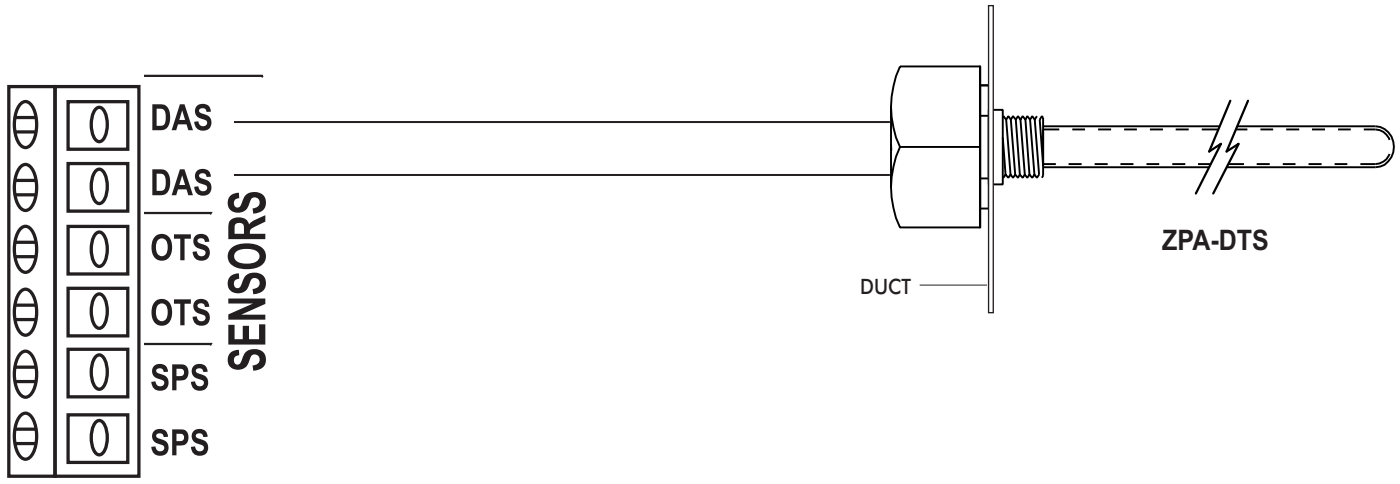 DAS
DAS
OTS
OTS
SPS
SPS
SENSORS
DUCT
ZPA-DTS